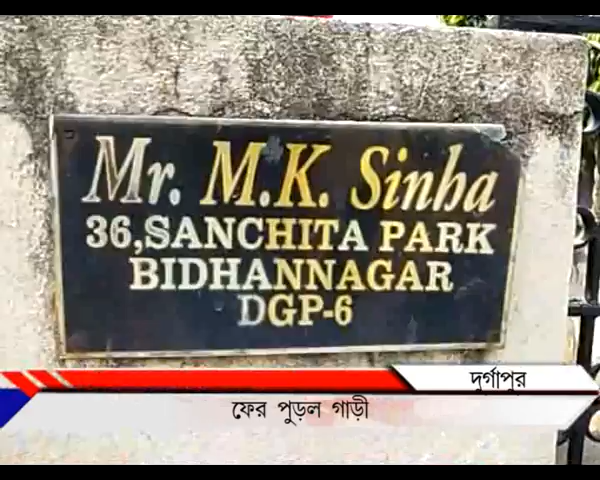 Mr. M.K. Sinha
36,SANCHITA PARK
BIDHANNAGAR
DGP-6
দুর্গাপুর
ফের পুড়ল গাড়ী